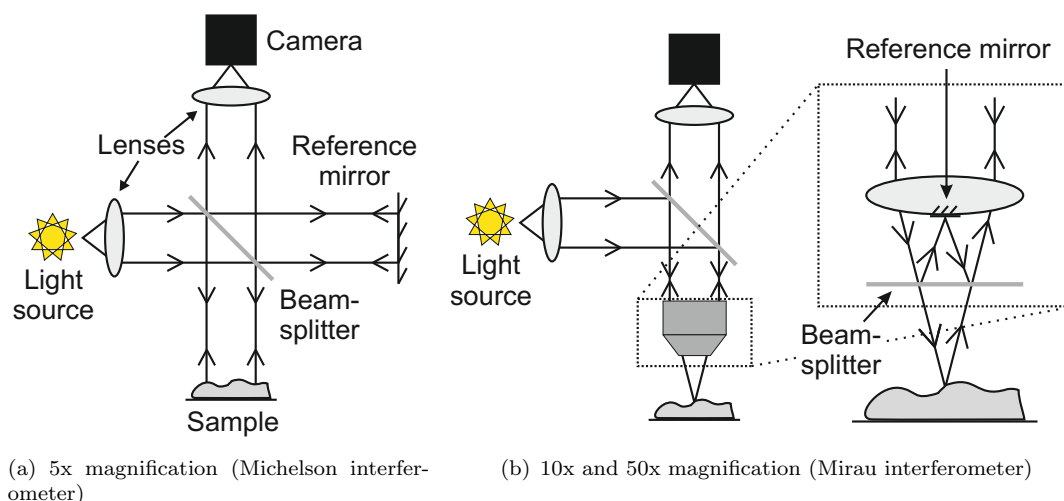 Camera
Lenses
Reference
mirror
Light
source
Beam-
splitter
Sample
(a) 5x magnification (Michelson interfer-
ometer)
Reference mirror
Light
source
Beam-
splitter
(b) 10x and 50x magnification (Mirau interferometer)